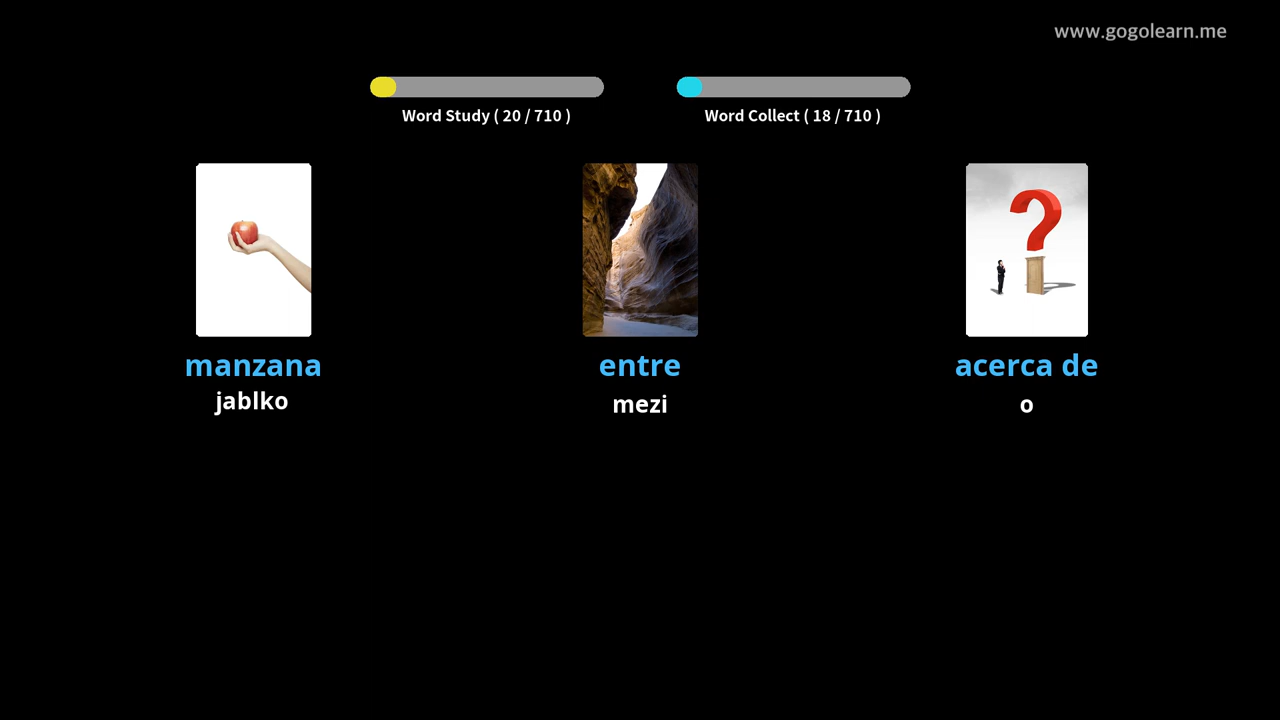 www.gogolearn.me
Word Study ( 20 / 710 )
Word Collect ( 18 / 710 )
manzana
jablko
entre
mezi
acerca de
o